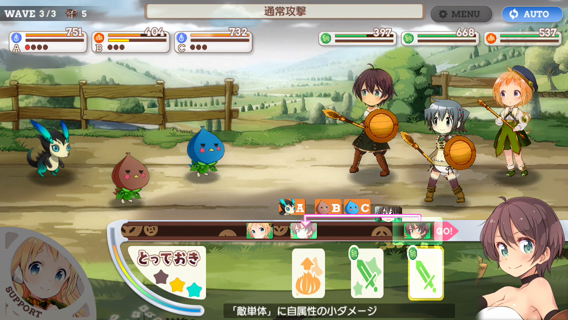 WAVE 3/3 5
通常攻撃
MENU
AUTO
751
A
404
B
732
C
397
668
537
A B C
GO!
とっておき
SUPPORT
「敵単体」に自属性の小ダメージ